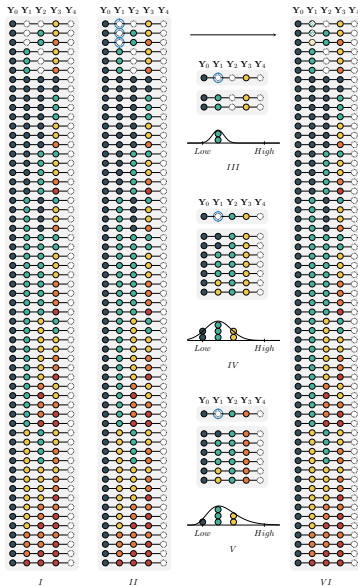 Y₀ Y₁ Y₂ Y₃ Y₄
Y₀ Y₁ Y₂ Y₃ Y₄
Y₀ Y₁ Y₂ Y₃ Y₄
Y₀ Y₁ Y₂ Y₃ Y₄
Low High
III
Y₀ Y₁ Y₂ Y₃ Y₄
Low High
IV
Y₀ Y₁ Y₂ Y₃ Y₄
Low High
V
I
II
VI